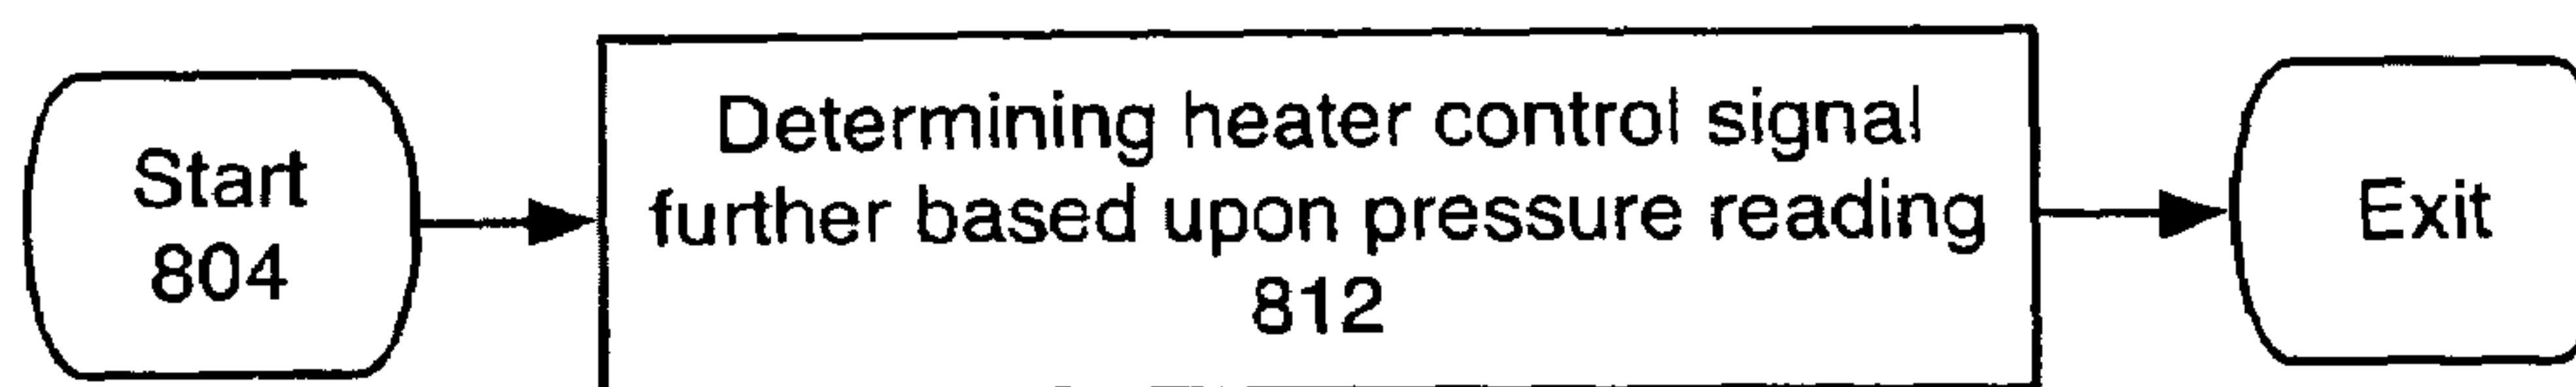 Start
804
Determining heater control signal
further based upon pressure reading
812
Exit